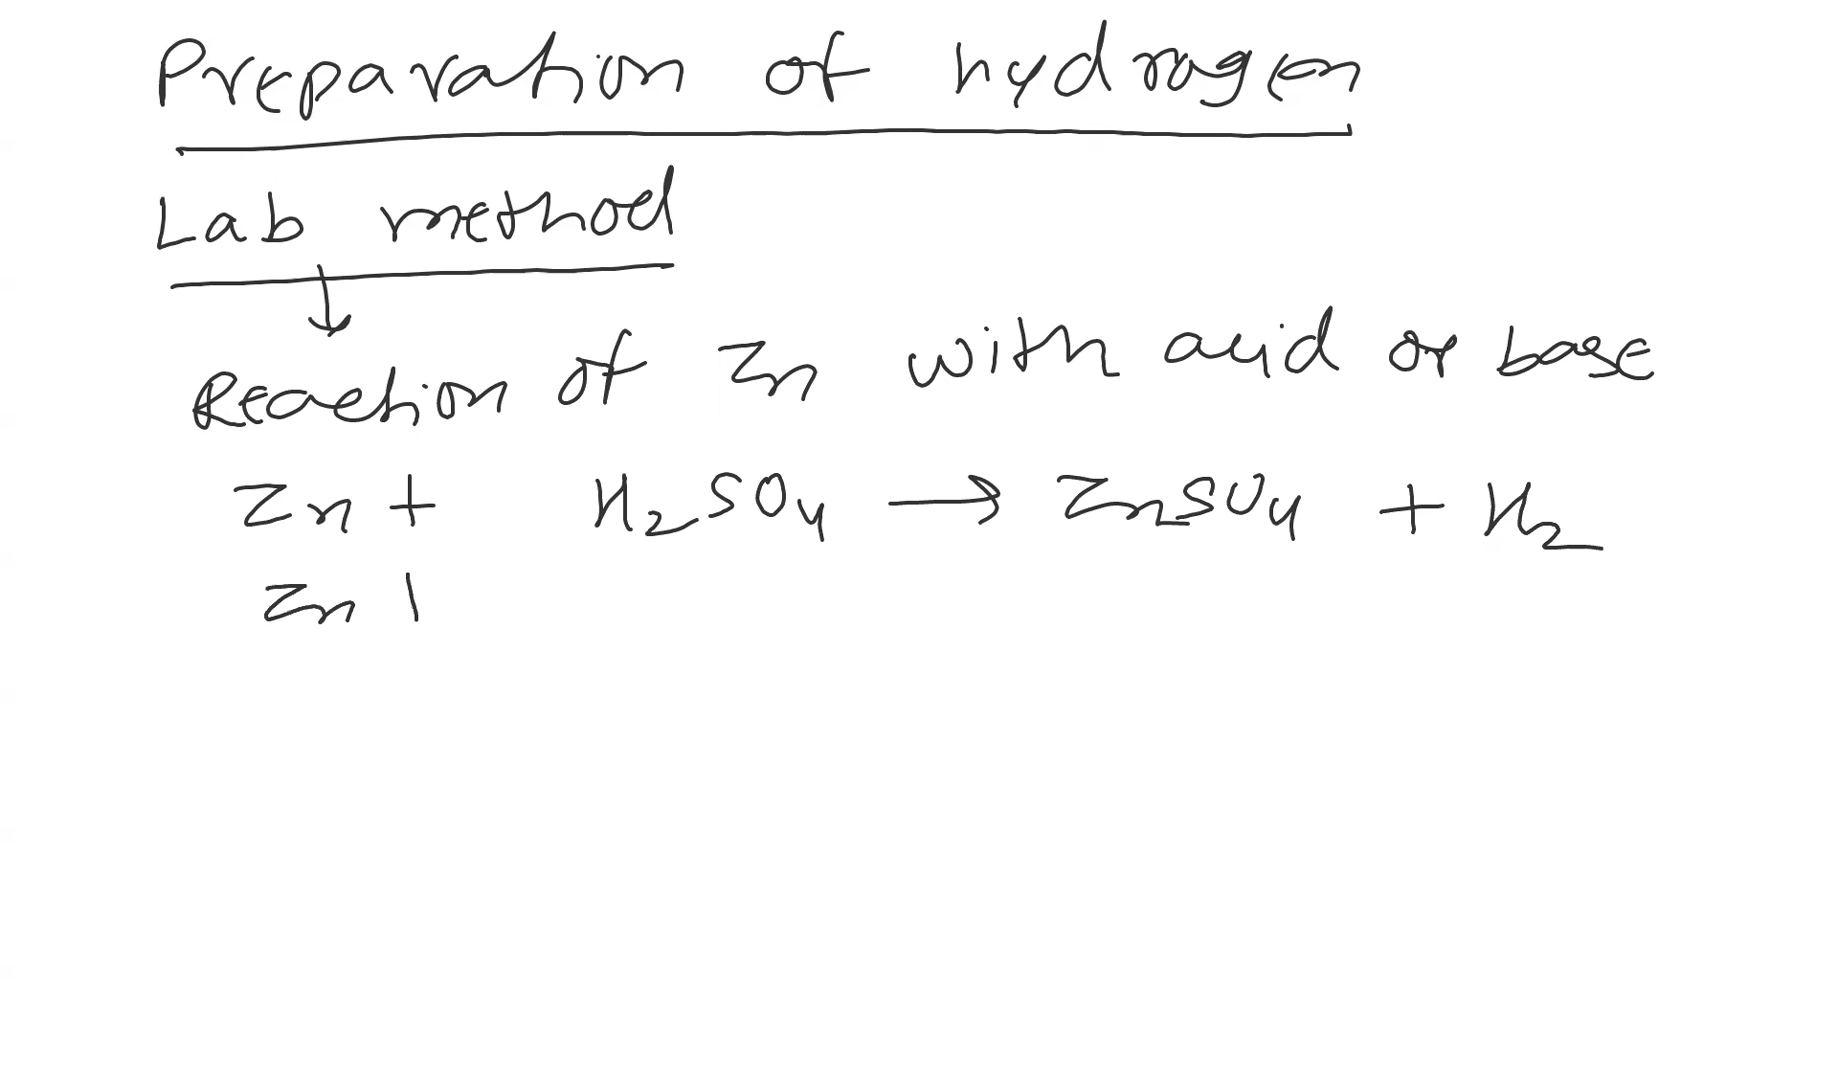 Preparation of hydrogen
Lab method
↓
Reaction of Zn with acid or base
Zn + H₂SO₄ → ZnSO₄ + H₂
Zn |